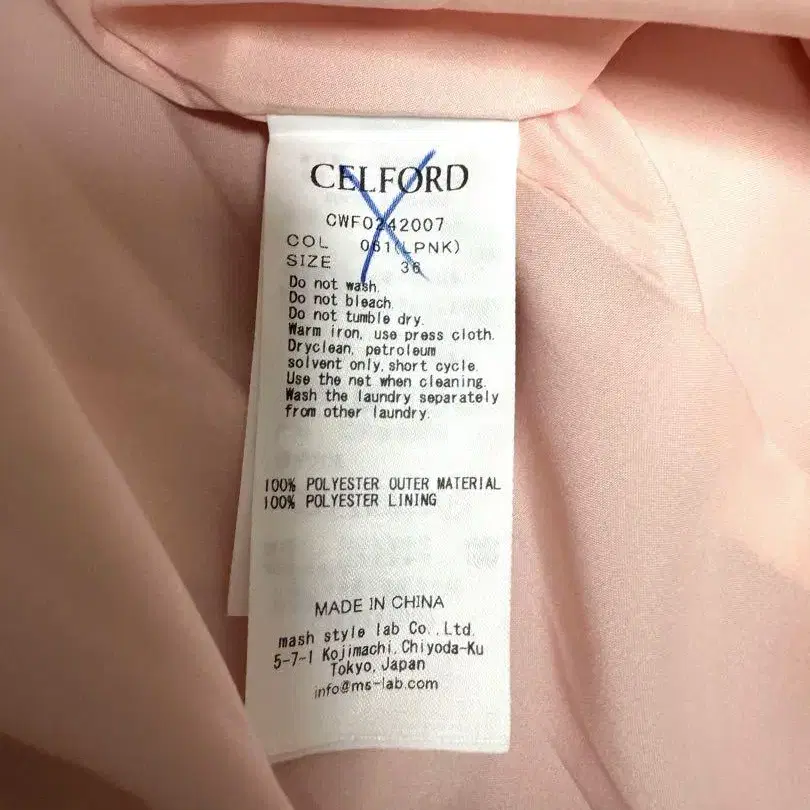 CELFORD
CWF0242007
COL 061(LPNK)
SIZE 36
Do not wash.
Do not bleach.
Do not tumble dry.
Warm iron, use press cloth.
Dryclean, petroleum
solvent only, short cycle.
Use the net when cleaning.
Wash the laundry separately
from other laundry.
100% POLYESTER OUTER MATERIAL
100% POLYESTER LINING
MADE IN CHINA
mash style lab Co., Ltd.
5-7-1 Kojimachi, Chiyoda-Ku
Tokyo, Japan
info@ms-lab.com